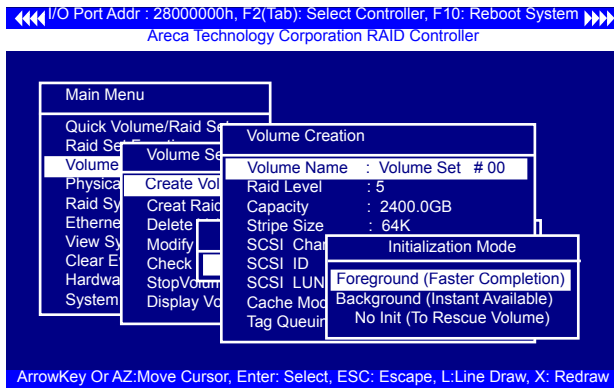 I/O Port Addr : 28000000h, F2(Tab): Select Controller, F10: Reboot System
Areca Technology Corporation RAID Controller
Main Menu
Quick Volume/Raid Se
Raid Set
Volume
Physica
Raid Sy
Etherne
View Sy
Clear E
Hardwa
System
Volume Se
Create Vol
Creat Raid
Delete
Modify
Check
StopVolum
Display Vo
Volume Creation
Volume Name : Volume Set # 00
Raid Level : 5
Capacity : 2400.0GB
Stripe Size : 64K
SCSI Chan
SCSI ID
SCSI LUN
Cache Mod
Tag Queuin
Initialization Mode
Foreground (Faster Completion)
Background (Instant Available)
No Init (To Rescue Volume)
ArrowKey Or AZ:Move Cursor, Enter: Select, ESC: Escape, L:Line Draw, X: Redraw